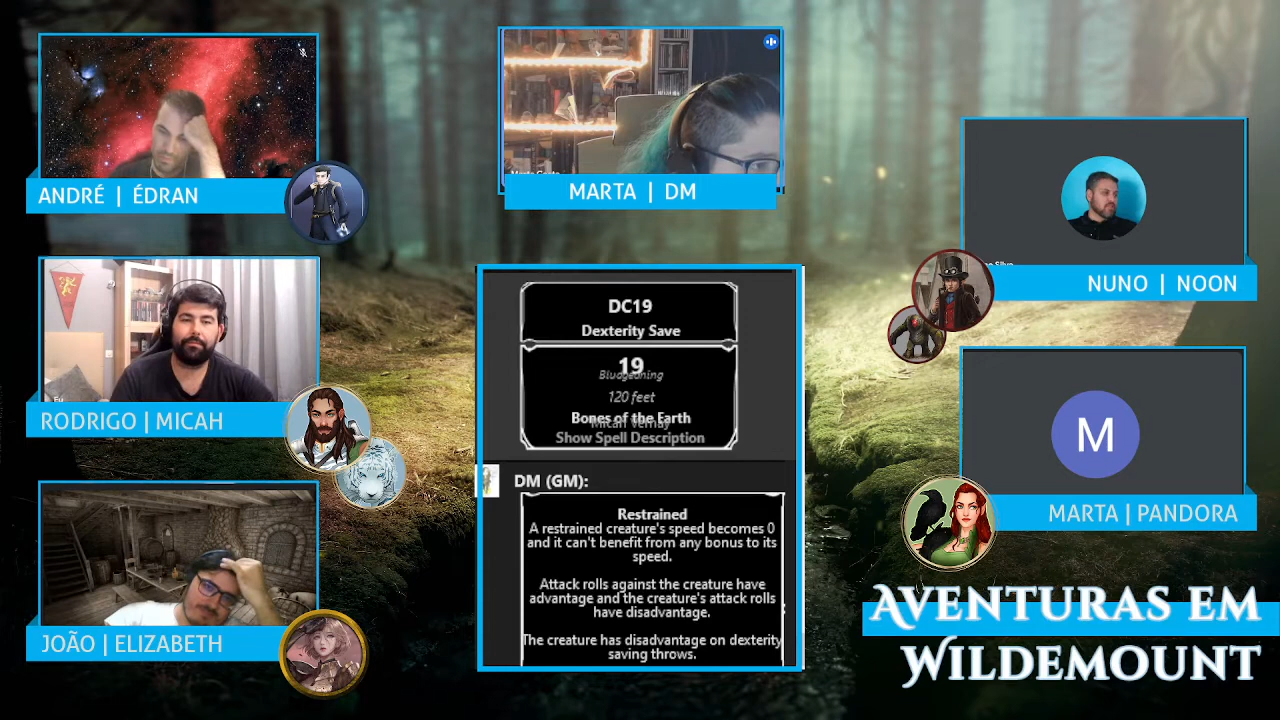 ANDRÉ | ÉDRAN
MARTA | DM
NUNO | NOON
RODRIGO | MICAH
Eu
MARTA | PANDORA
M
JOÃO | ELIZABETH
DC19
Dexterity Save
19
Bludgeoning
120 feet
Bones of the Earth
Show Spell Description
DM (GM):
Restrained
A restrained creature's speed becomes 0
and it can't benefit from any bonus to its
speed.
Attack rolls against the creature have
advantage and the creature's attack rolls
have disadvantage.
The creature has disadvantage on dexterity
saving throws.
AVENTURAS EM
WILDEMOUNT